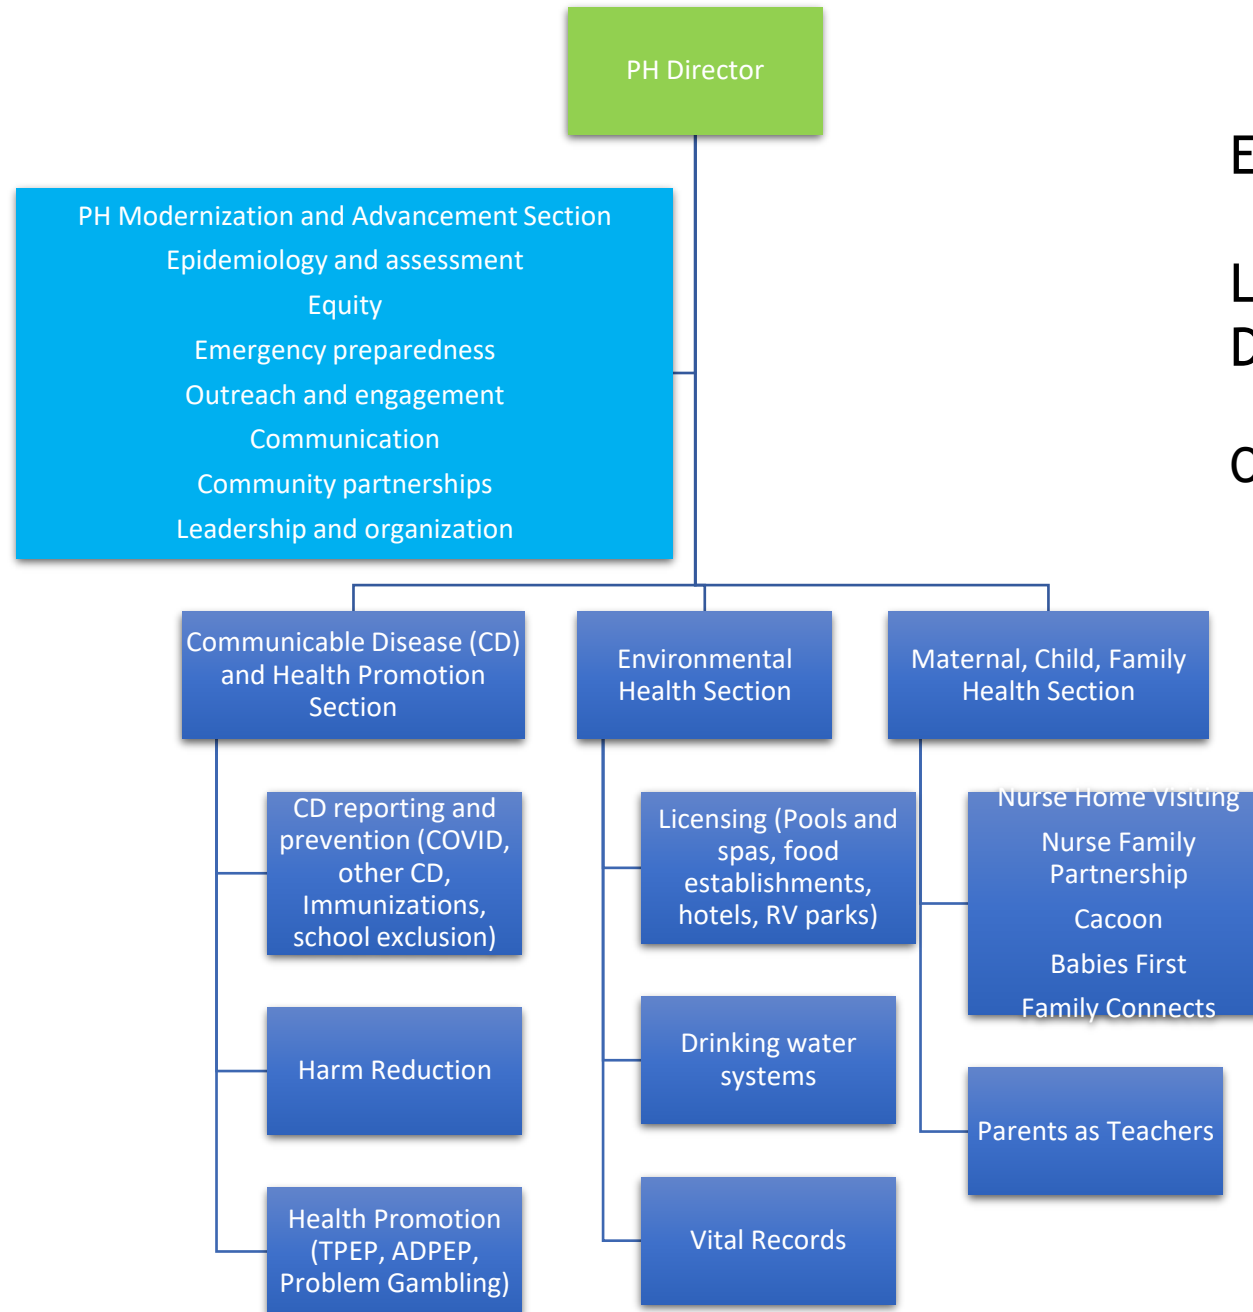 PH Director
E
L
D
O
PH Modernization and Advancement Section
Epidemiology and assessment
Equity
Emergency preparedness
Outreach and engagement
Communication
Community partnerships
Leadership and organization
Communicable Disease (CD)
and Health Promotion
Section
Environmental
Health Section
Maternal, Child, Family
Health Section
CD reporting and
prevention (COVID,
other CD,
Immunizations,
school exclusion)
Harm Reduction
Health Promotion
(TPEP, ADPEP,
Problem Gambling)
Licensing (Pools and
spas, food
establishments,
hotels, RV parks)
Drinking water
systems
Vital Records
Nurse Home Visiting
Nurse Family
Partnership
Cacoon
Babies First
Family Connects
Parents as Teachers